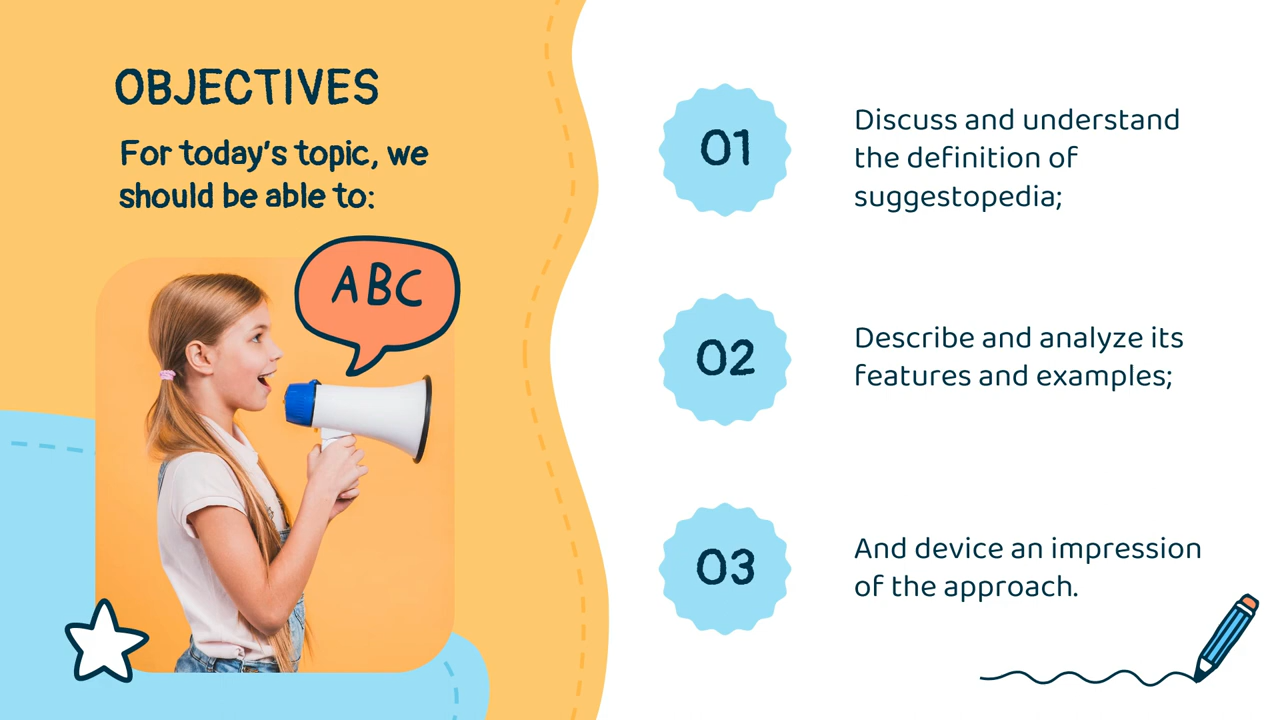 OBJECTIVES
For today's topic, we
should be able to:
ABC
01
Discuss and understand
the definition of
suggestopedia;
02
Describe and analyze its
features and examples;
03
And device an impression
of the approach.